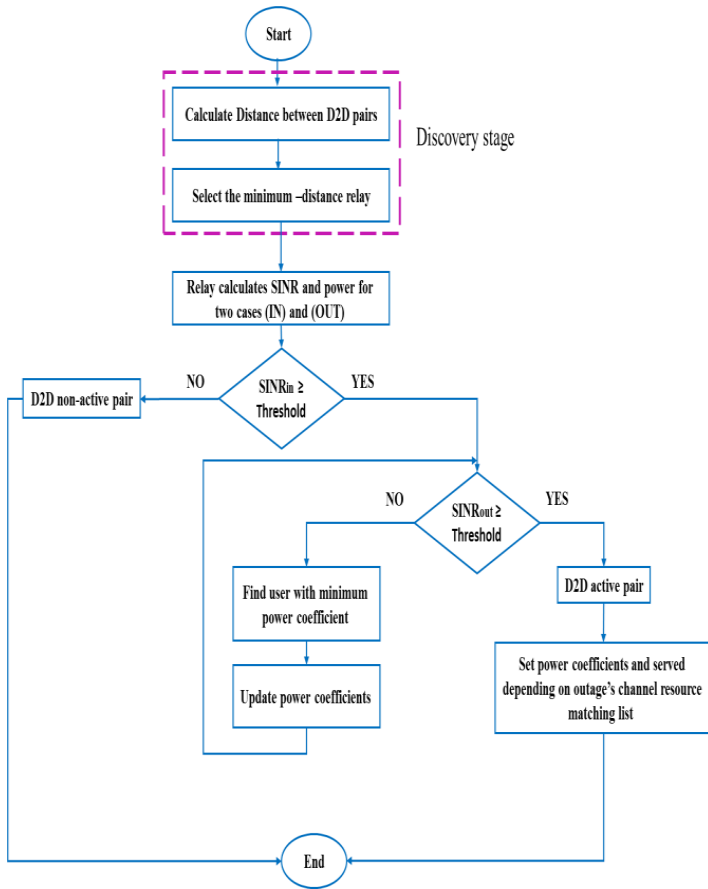 Start
Calculate Distance between D2D pairs
Discovery stage
Select the minimum –distance relay
Relay calculates SINR and power for
two cases (IN) and (OUT)
NO
SINRin ≥
Threshold
YES
D2D non-active pair
NO
SINRout ≥
Threshold
YES
Find user with minimum
power coefficient
D2D active pair
Update power coefficients
Set power coefficients and served
depending on outage's channel resource
matching list
End